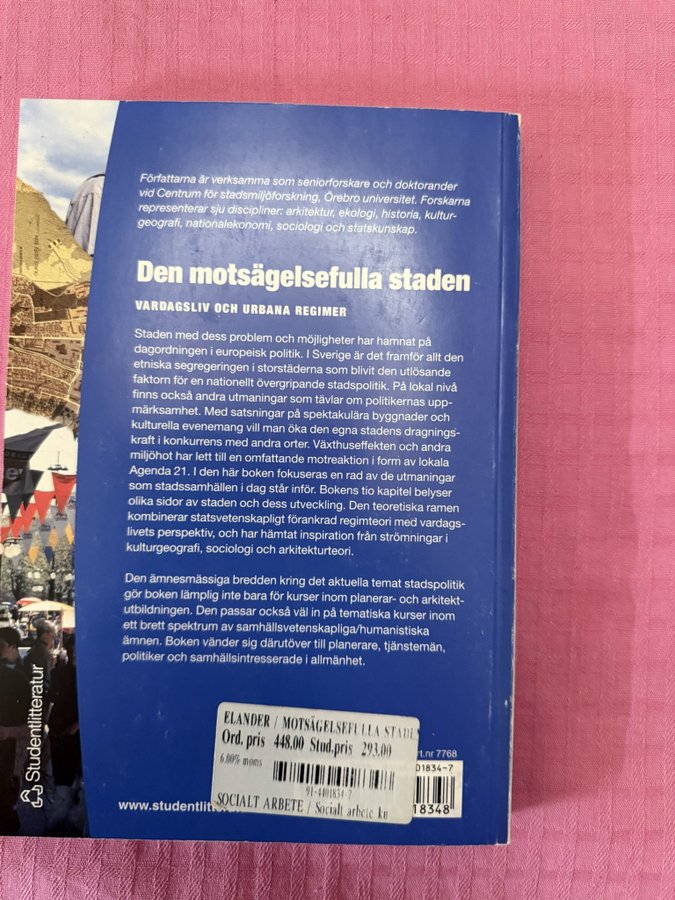 Författarna är verksamma som seniorforskare och doktorander
vid Centrum för stadsmiljöforskning, Örebro universitet. Forskarna
representerar sju discipliner: arkitektur, ekologi, historia, kultur-
geografi, nationalekonomi, sociologi och statskunskap.
Den motsägelsefulla staden
VARDAGSLIV OCH URBANA REGIMER
Staden med dess problem och möjligheter har hamnat på
dagordningen i europeisk politik. I Sverige är det framför allt den
etniska segregeringen i storstäderna som blivit den utlösande
faktorn för en nationellt övergripande stadspolitik. På lokal nivå
finns också andra utmaningar som tävlar om politikernas upp-
märksamhet. Med satsningar på spektakulära byggnader och
kulturella evenemang vill man öka den egna stadens dragnings-
kraft i konkurrens med andra orter. Växthuseffekten och andra
miljöhot har lett till en omfattande motreaktion i form av lokala
Agenda 21. I den här boken fokuseras en rad av de utmaningar
som stadssamhällen i dag står inför. Bokens tio kapitel belyser
olika sidor av staden och dess utveckling. Den teoretiska ramen
kombinerar statsvetenskapligt förankrad regimteori med vardags-
livets perspektiv, och har hämtat inspiration från strömningar i
kulturgeografi, sociologi och arkitekturteori.
Den ämnesmässiga bredden kring det aktuella temat stadspolitik
gör boken lämplig inte bara för kurser inom planerar- och arkitekt-
utbildningen. Den passar också väl in på tematiska kurser inom
ett brett spektrum av samhällsvetenskapliga/humanistiska
ämnen. Boken vänder sig därutöver till planerare, tjänstemän,
politiker och samhällsintresserade i allmänhet.
Studentlitteratur
ELANDER / MOTSÄGELSEFULLA STADEN
Ord. pris 448.00 Stud.pris 293.00
6.00% moms
91-4401834-7
SOCIALT ARBETE / Socialt arbete ku
rt.nr 7768
01834-7
18348
www.studentlitter